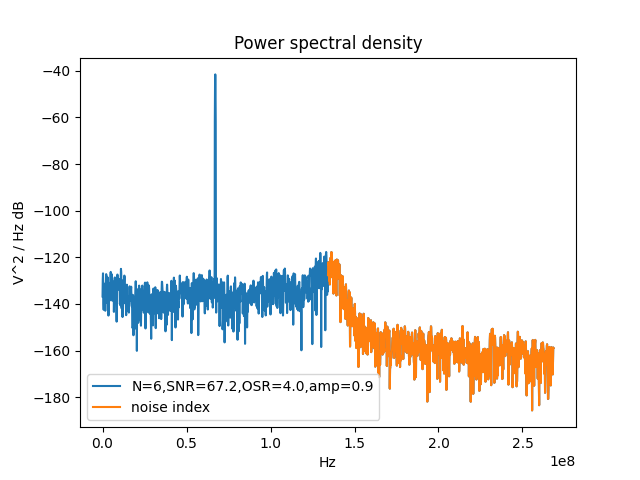 Power spectral density
V^2 / Hz dB
−40
−60
−80
−100
−120
−140
−160
−180
N=6,SNR=67.2,OSR=4.0,amp=0.9
noise index
0.0 0.5 1.0 1.5 2.0 2.5
1e8
Hz